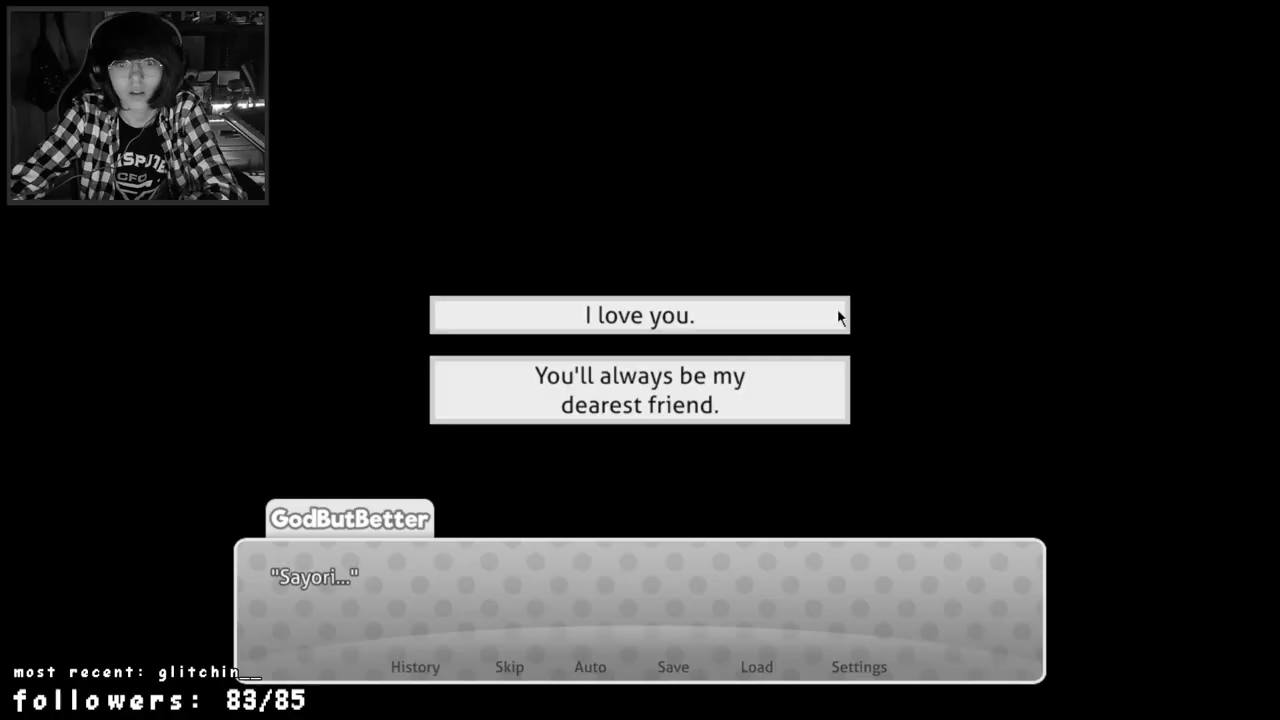 I love you.
You'll always be my
dearest friend.
GodButBetter
"Sayori..."
History Skip Auto Save Load Settings
most recent: glitchin__
followers: 83/85
CFO